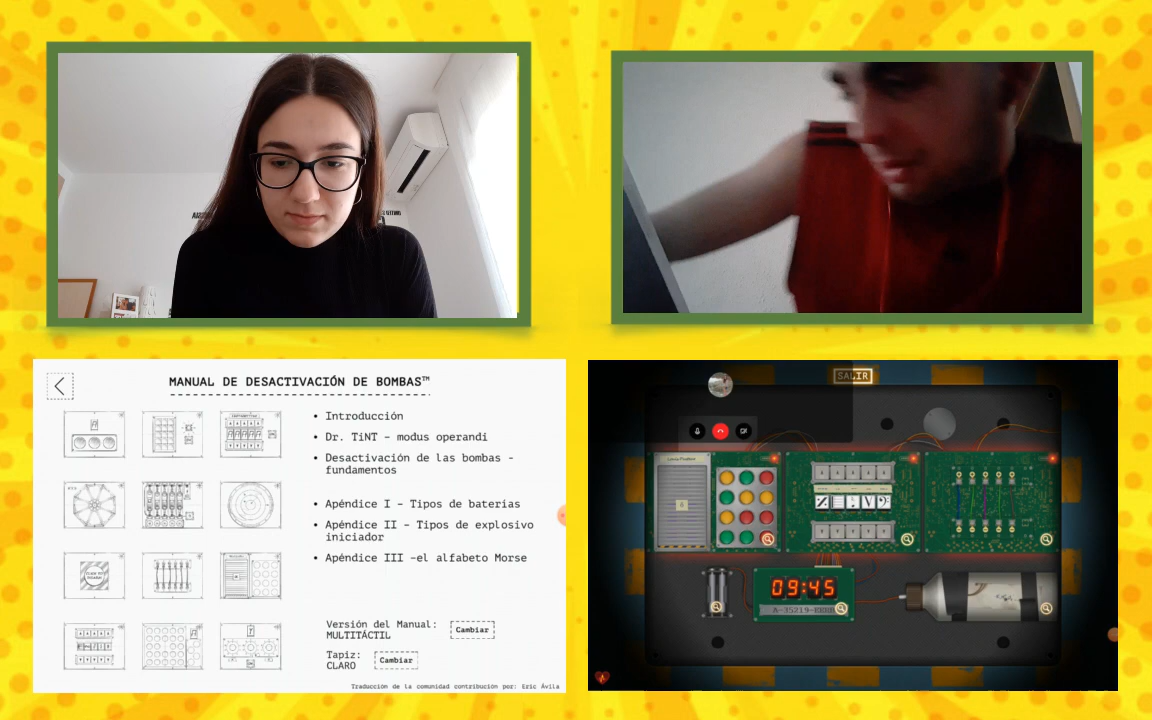 MANUAL DE DESACTIVACIÓN DE BOMBAS™
• Introducción
• Dr. TiNT – modus operandi
• Desactivación de las bombas -
fundamentos
• Apéndice I – Tipos de baterías
• Apéndice II – Tipos de explosivo
iniciador
• Apéndice III –el alfabeto Morse
Versión del Manual:
MULTITÁCTIL
Cambiar
Tapiz:
CLARO
Cambiar
Traducción de la comunidad contribución por: Eric Ávila
SALIR
09:45